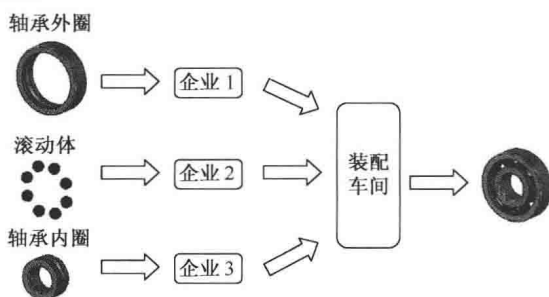 轴承外圈
企业 1
滚动体
企业 2
装配
车间
轴承内圈
企业 3